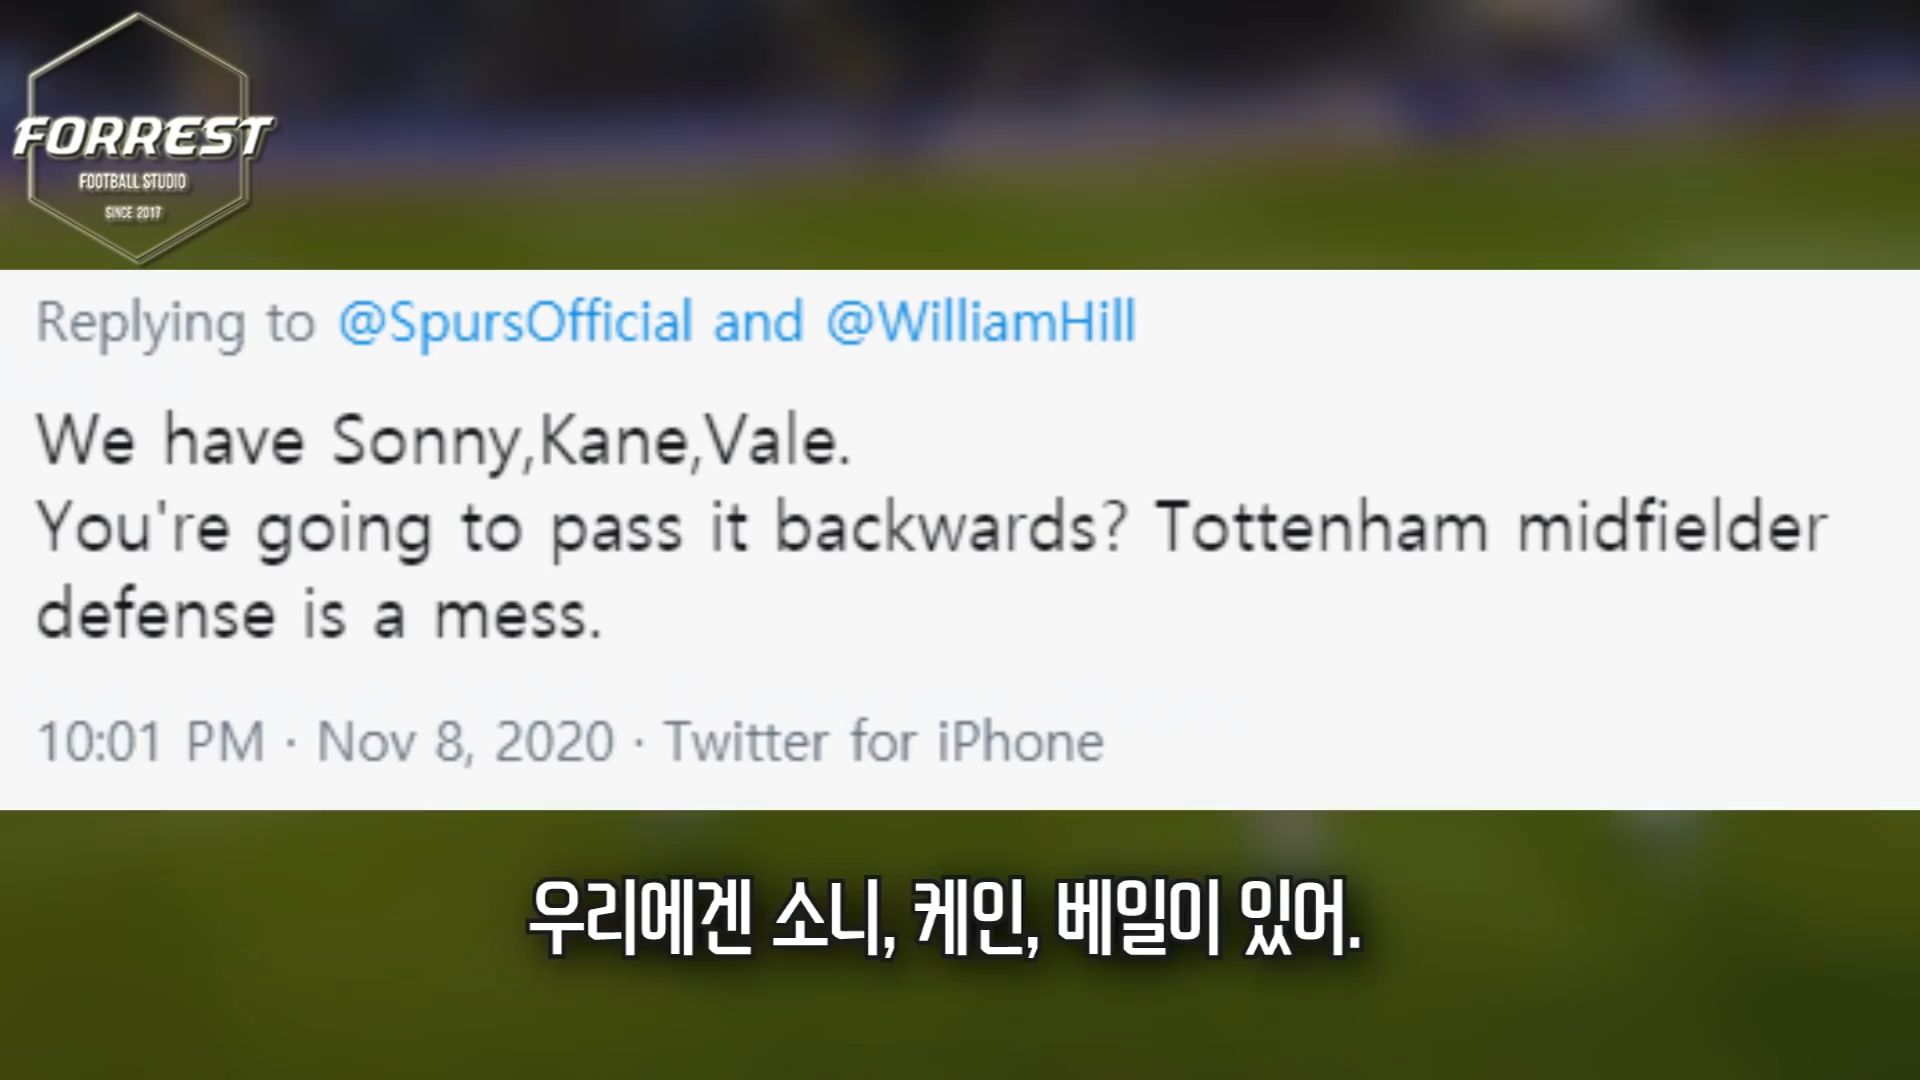 FORREST
FOOTBALL STUDIO
SINCE 2017
Replying to @SpursOfficial and @WilliamHill
We have Sonny,Kane,Vale.
You're going to pass it backwards? Tottenham midfielder
defense is a mess.
10:01 PM · Nov 8, 2020 · Twitter for iPhone
우리에겐 소니, 케인, 베일이 있어.